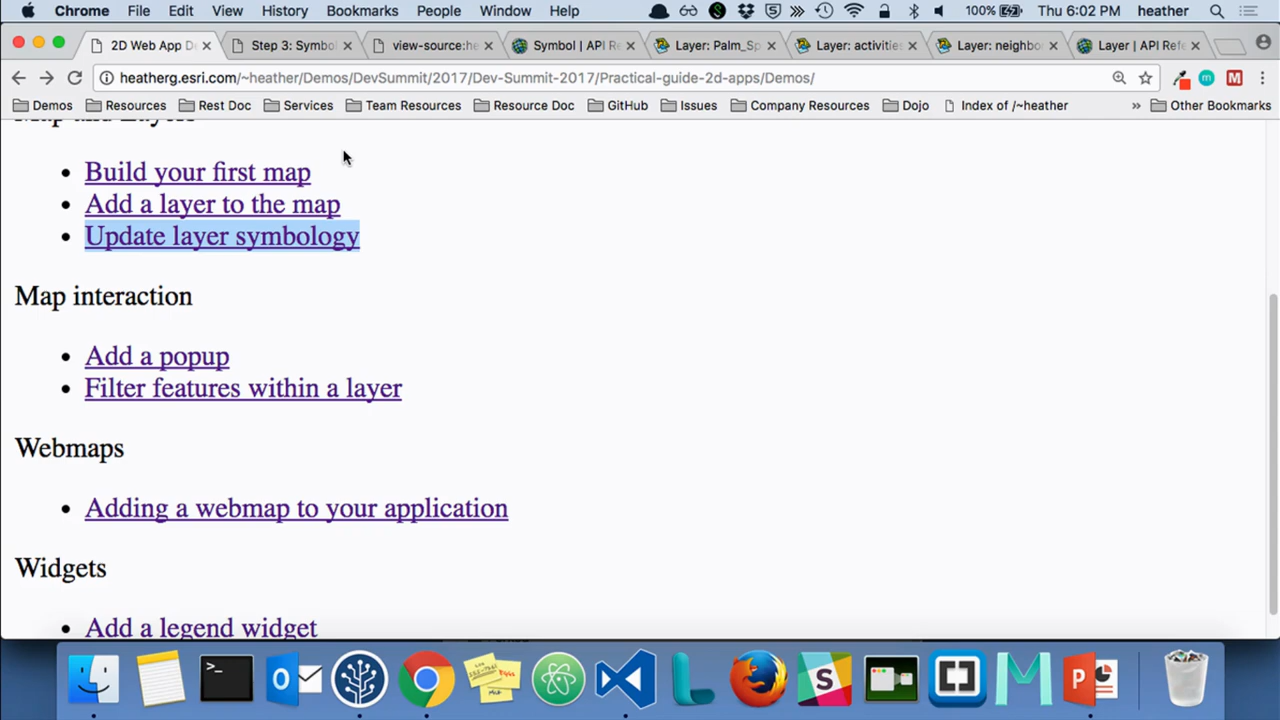 Chrome File Edit View History Bookmarks People Window Help 100% Thu 6:02 PM heather
2D Web App D Step 3: Symbo view-source:he Symbol | API R Layer: Palm_Sp Layer: activities Layer: neighbo Layer | API Refe
heatherg.esri.com/~heather/Demos/DevSummit/2017/Dev-Summit-2017/Practical-guide-2d-apps/Demos/
Demos Resources Rest Doc Services Team Resources Resource Doc GitHub Issues Company Resources Dojo Index of /~heather » Other Bookmarks
Map and Layers
Build your first map
Add a layer to the map
Update layer symbology
Map interaction
Add a popup
Filter features within a layer
Webmaps
Adding a webmap to your application
Widgets
Add a legend widget